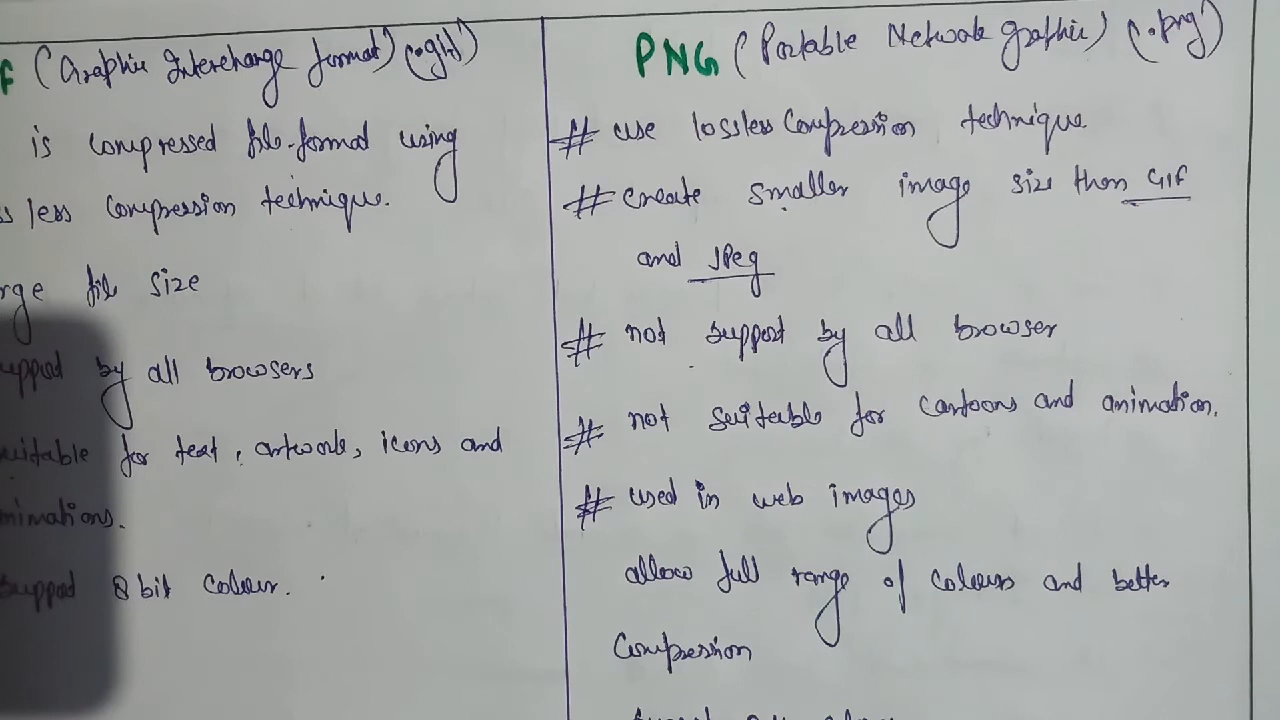 F (Graphic Interchange format) (.gif)
is compressed file-format using
ss less compression technique.
rge file size
upport by all browsers
uitable for text, artwork, icons and
nimations.
support 8 bit colour.
PNG (Portable Network graphic) (.png)
# use lossless compression technique.
# create smaller image size then GIF
and JPeg
# not support by all browser
# not suitable for cartoons and animation.
# used in web images
allow full range of colours and better
compression